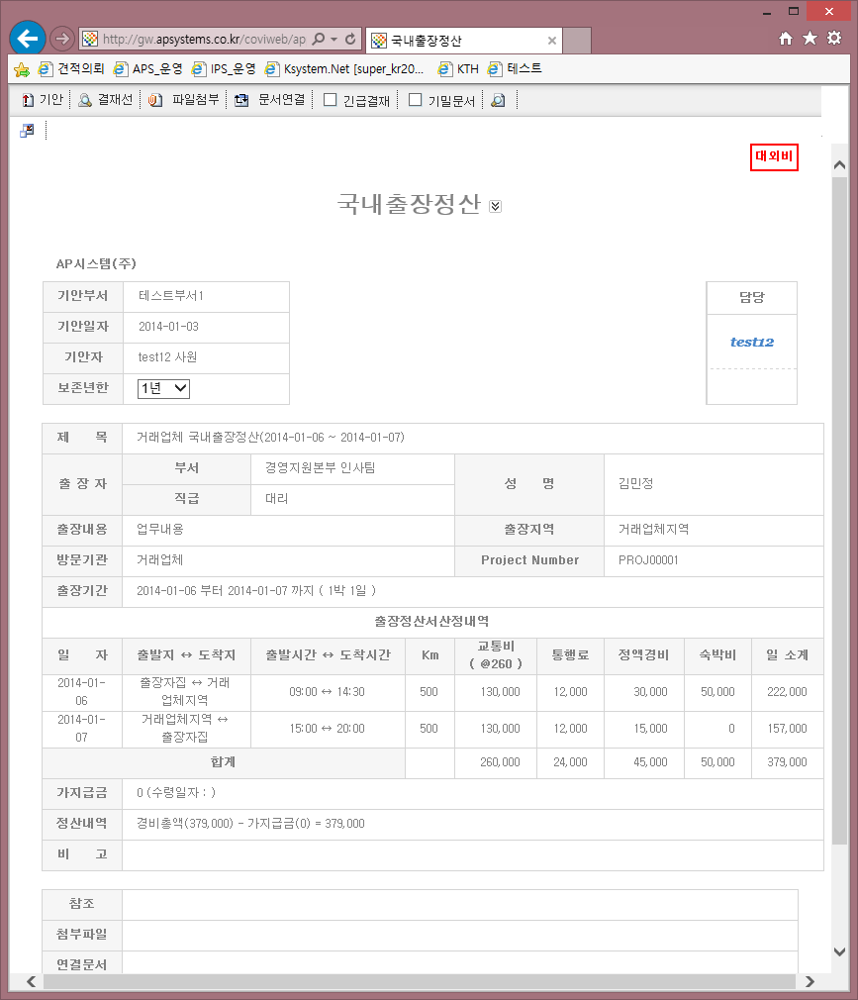 http://gw.apsystems.co.kr/coviweb/ap
국내출장정산
견적의뢰 APS_운영 IPS_운영 Ksystem.Net [super_kr20... KTH 테스트
기안 결재선 파일첨부 문서연결 긴급결재 기밀문서
대외비
국내출장정산
AP시스템(주)
기안부서 테스트부서1
기안일자 2014-01-03
기안자 test12 사원
보존년한 1년
담당
test12
제 목 거래업체 국내출장정산(2014-01-06 ~ 2014-01-07)
출 장 자 부서 경영지원본부 인사팀 성 명 김민정
직급 대리
출장내용 업무내용 출장지역 거래업체지역
방문기관 거래업체 Project Number PROJ00001
출장기간 2014-01-06 부터 2014-01-07 까지 ( 1박 1일 )
출장정산서산정내역
일 자 출발지 ↔ 도착지 출발시간 ↔ 도착시간 Km 교통비 ( @260 ) 통행료 정액경비 숙박비 일 소계
2014-01-06 출장자집 ↔ 거래업체지역 09:00 ↔ 14:30 500 130,000 12,000 30,000 50,000 222,000
2014-01-07 거래업체지역 ↔ 출장자집 15:00 ↔ 20:00 500 130,000 12,000 15,000 0 157,000
합계 260,000 24,000 45,000 50,000 379,000
가지급금 0 (수령일자 : )
정산내역 경비총액(379,000) - 가지급금(0) = 379,000
비 고
참조
첨부파일
연결문서